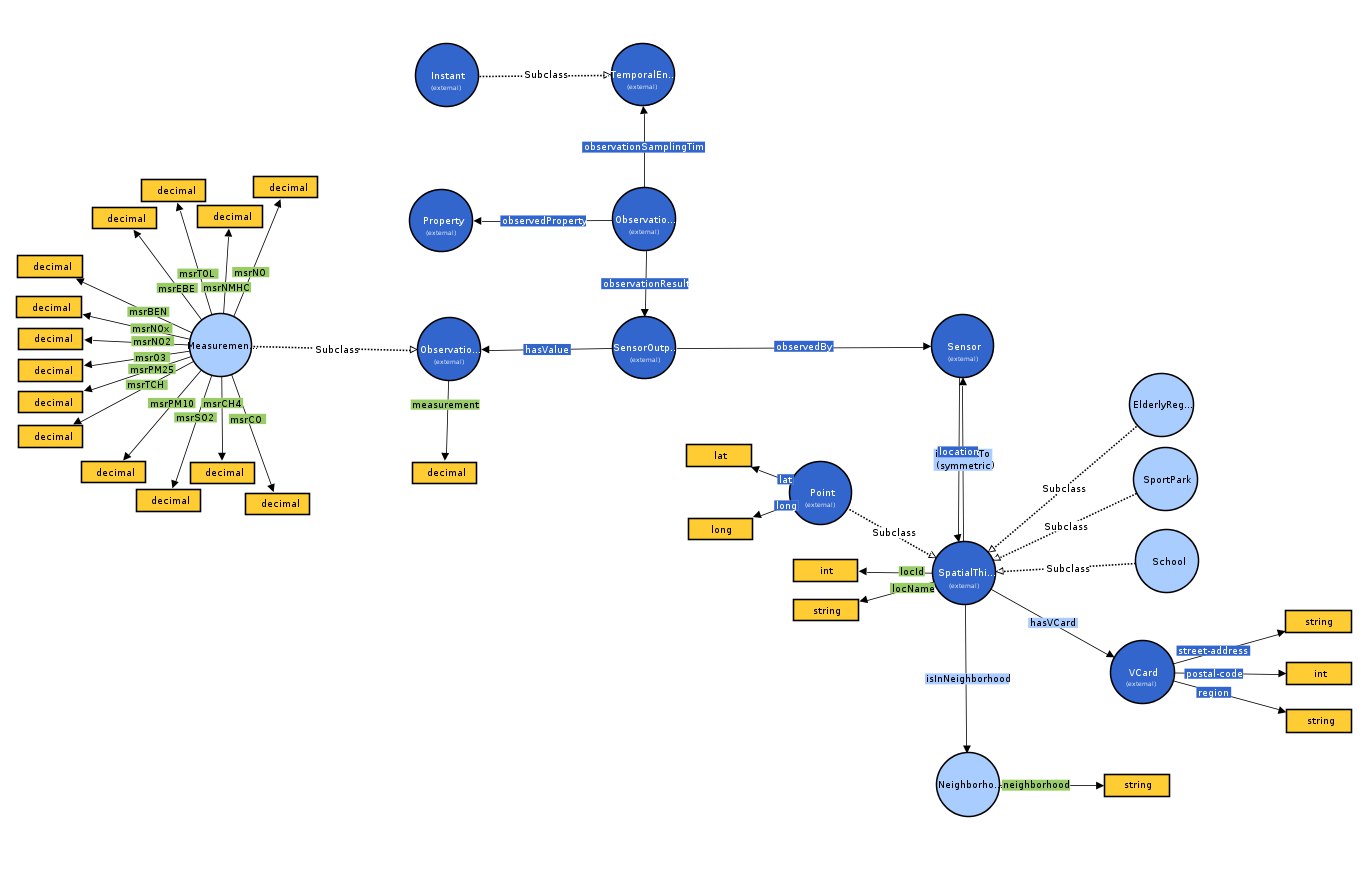 Instant
(external)
Subclass
TemporalEn...
(external)
observationSamplingTim
decimal
decimal
decimal
decimal
Property
(external)
observedProperty
Observatio...
(external)
decimal
msrTOL
msrNO
msrEBE
msrNMHC
observationResult
decimal
msrBEN
msrNOx
decimal
msrNO2
Measuremen...
Subclass
Observatio...
(external)
hasValue
SensorOutp...
(external)
observedBy
Sensor
(external)
msrO3
decimal
msrPM25
msrTCH
decimal
msrPM10
msrCH4
msrSO2
msrCO
measurement
decimal
ElderlyReg...
decimal
decimal
decimal
decimal
decimal
lat
location
(symmetric)
lat
Point
(external)
long
long
SportPark
Subclass
Subclass
Subclass
School
Subclass
int
locId
SpatialThi...
(external)
locName
string
hasVCard
string
street-address
VCard
(external)
postal-code
int
region
string
isInNeighborhood
Neighborho...
neighborhood
string